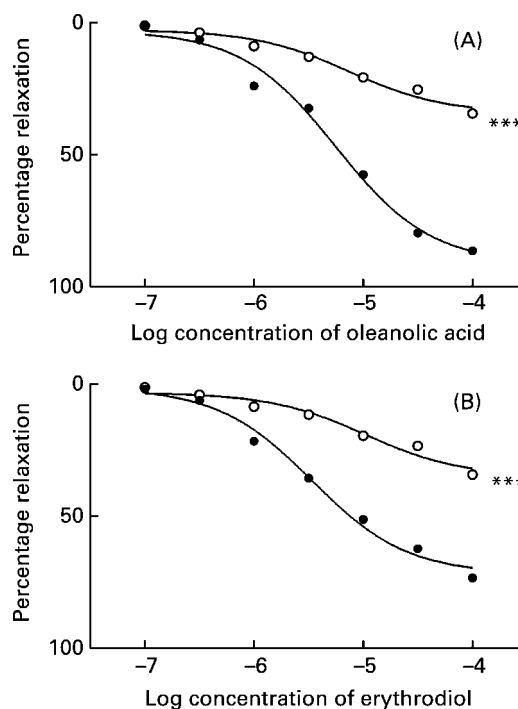 0
(A)
***
50
100
Percentage relaxation
−7 −6 −5 −4
Log concentration of oleanolic acid
0
(B)
***
50
100
Percentage relaxation
−7 −6 −5 −4
Log concentration of erythrodiol